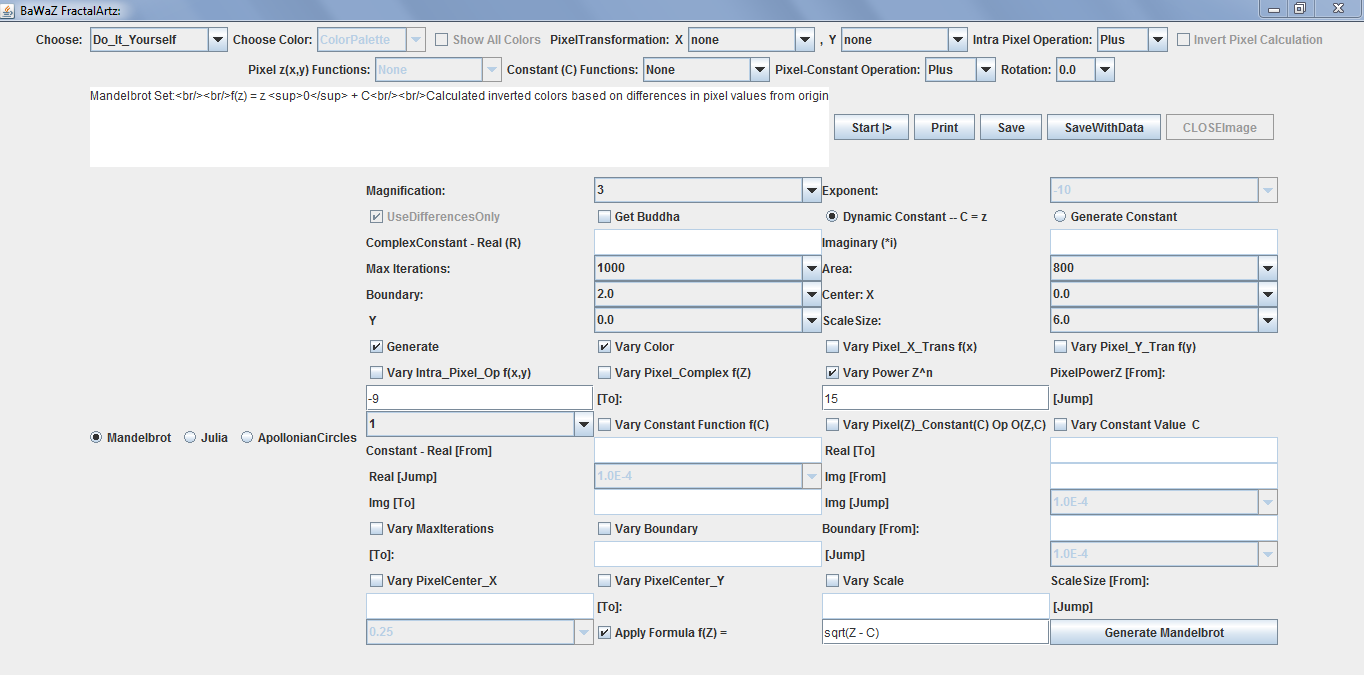 BaWaZ FractalArtz:
Choose: Do_It_Yourself Choose Color: ColorPalette Show All Colors PixelTransformation: X none , Y none Intra Pixel Operation: Plus Invert Pixel Calculation
Pixel z(x,y) Functions: None Constant (C) Functions: None Pixel-Constant Operation: Plus Rotation: 0.0
Mandelbrot Set:<br/><br/>f(z) = z <sup>0</sup> + C<br/><br/>Calculated inverted colors based on differences in pixel values from origin
Start |> Print Save SaveWithData CLOSEImage
Magnification: 3 Exponent: -10
UseDifferencesOnly Get Buddha Dynamic Constant -- C = z Generate Constant
ComplexConstant - Real (R) Imaginary (*i)
Max Iterations: 1000 Area: 800
Boundary: 2.0 Center: X 0.0
Y 0.0 ScaleSize: 6.0
Generate Vary Color Vary Pixel_X_Trans f(x) Vary Pixel_Y_Tran f(y)
Vary Intra_Pixel_Op f(x,y) Vary Pixel_Complex f(Z) Vary Power Z^n PixelPowerZ [From]:
-9 [To]: 15 [Jump]
Mandelbrot Julia ApollonianCircles 1 Vary Constant Function f(C) Vary Pixel(Z)_Constant(C) Op O(Z,C) Vary Constant Value C
Constant - Real [From] Real [To]
Real [Jump] 1.0E-4 Img [From]
Img [To] Img [Jump] 1.0E-4
Vary MaxIterations Vary Boundary Boundary [From]:
[To]: [Jump] 1.0E-4
Vary PixelCenter_X Vary PixelCenter_Y Vary Scale ScaleSize [From]:
[To]: [Jump]
0.25 Apply Formula f(Z) = sqrt(Z - C) Generate Mandelbrot